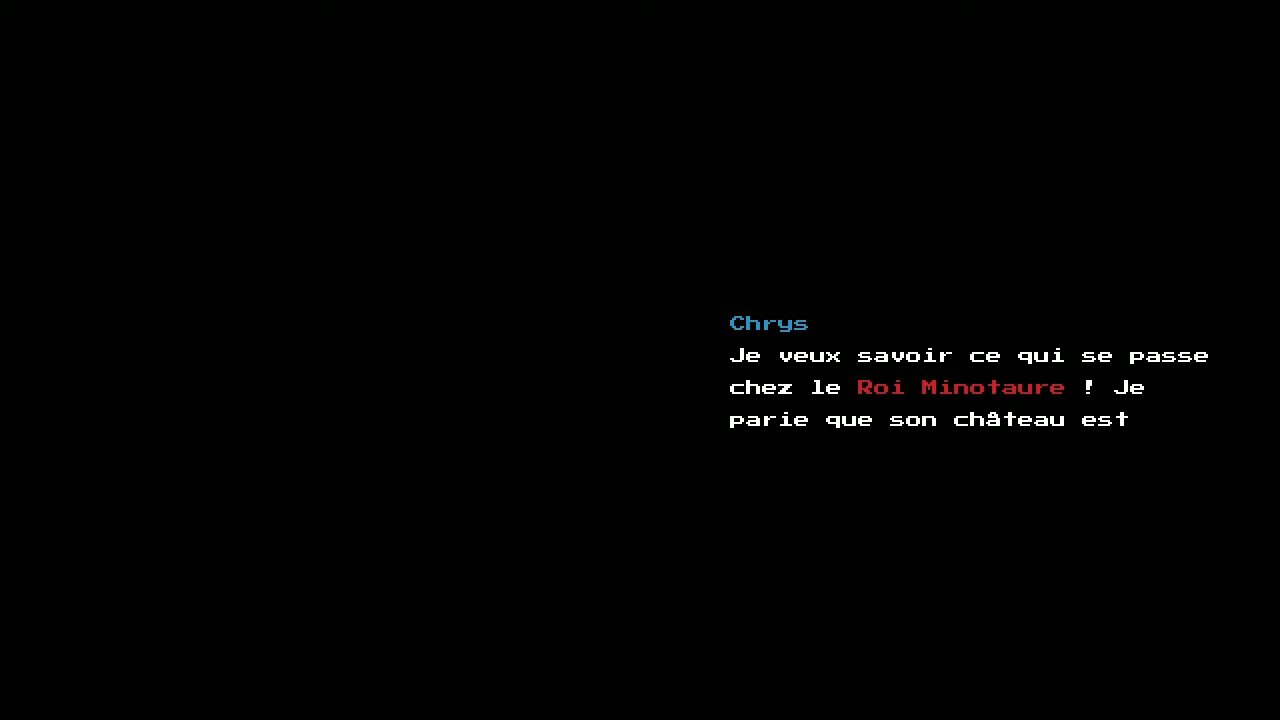 Chrys
Je veux savoir ce qui se passe
chez le Roi Minotaure ! Je
parie que son château est